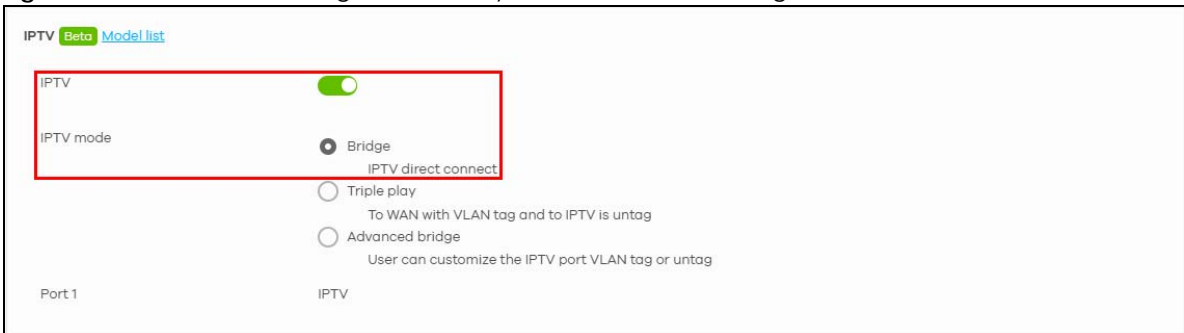 IPTV Beta Model list
IPTV
IPTV mode
Bridge
IPTV direct connect
Triple play
To WAN with VLAN tag and to IPTV is untag
Advanced bridge
User can customize the IPTV port VLAN tag or untag
Port 1 IPTV